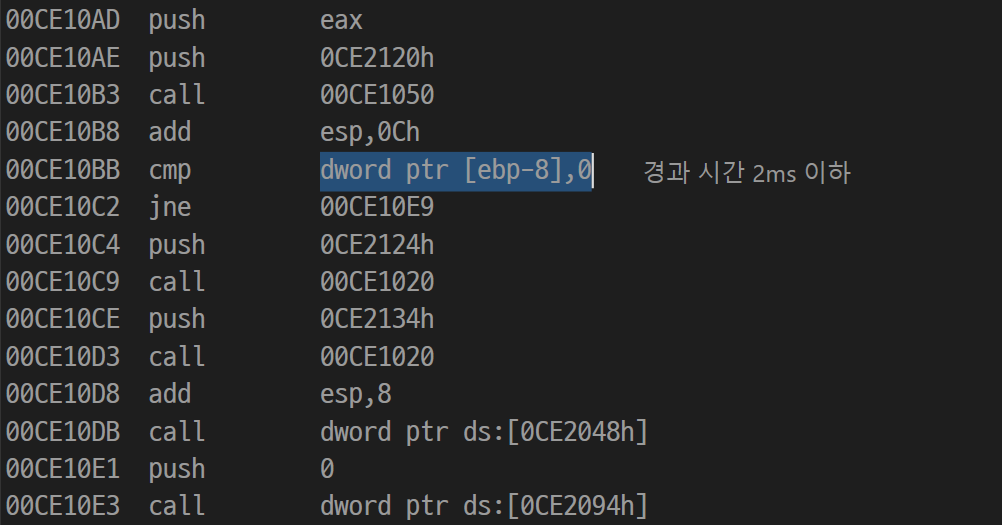 00CE10AD push eax
00CE10AE push 0CE2120h
00CE10B3 call 00CE1050
00CE10B8 add esp,0Ch
00CE10BB cmp dword ptr [ebp-8],0 경과 시간 2ms 이하
00CE10C2 jne 00CE10E9
00CE10C4 push 0CE2124h
00CE10C9 call 00CE1020
00CE10CE push 0CE2134h
00CE10D3 call 00CE1020
00CE10D8 add esp,8
00CE10DB call dword ptr ds:[0CE2048h]
00CE10E1 push 0
00CE10E3 call dword ptr ds:[0CE2094h]